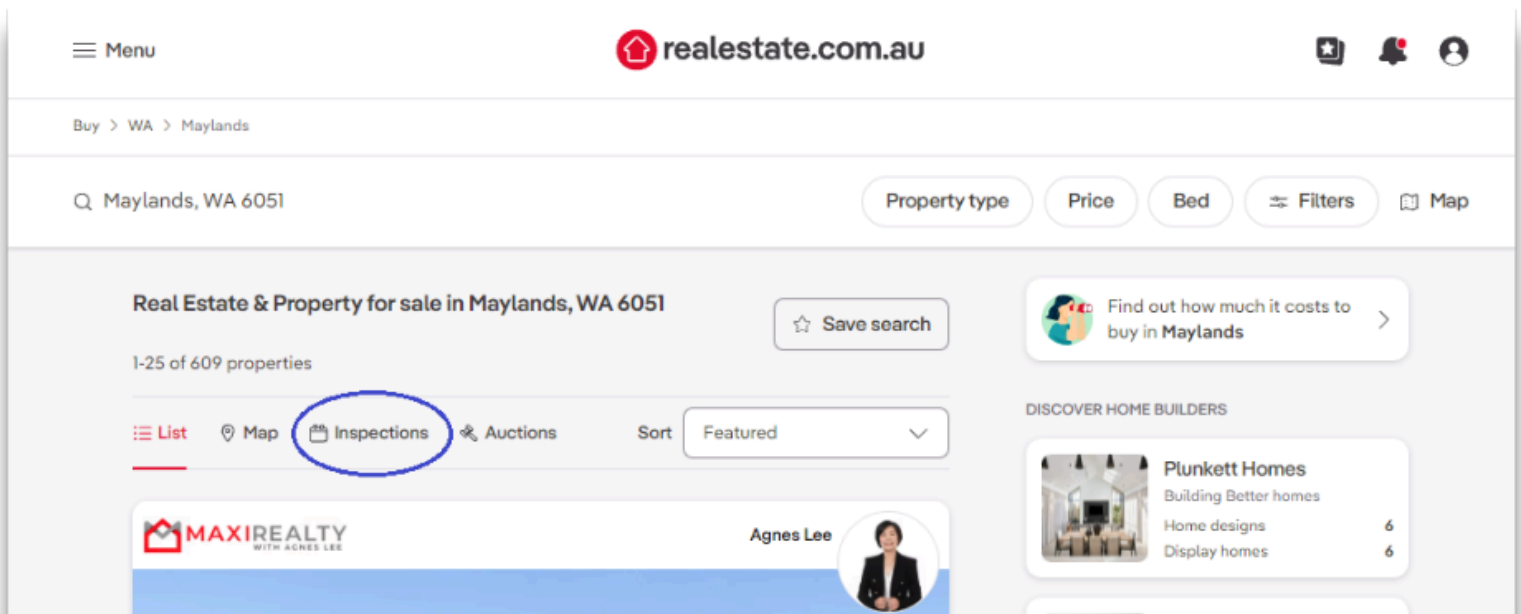 Menu
realestate.com.au
Buy > WA > Maylands
Maylands, WA 6051
Property type
Price
Bed
Filters
Map
Real Estate & Property for sale in Maylands, WA 6051
Save search
1-25 of 609 properties
List
Map
Inspections
Auctions
Sort
Featured
MAXIREALTY
WITH AGNES LEE
Agnes Lee
Find out how much it costs to
buy in Maylands
DISCOVER HOME BUILDERS
Plunkett Homes
Building Better homes
Home designs 6
Display homes 6